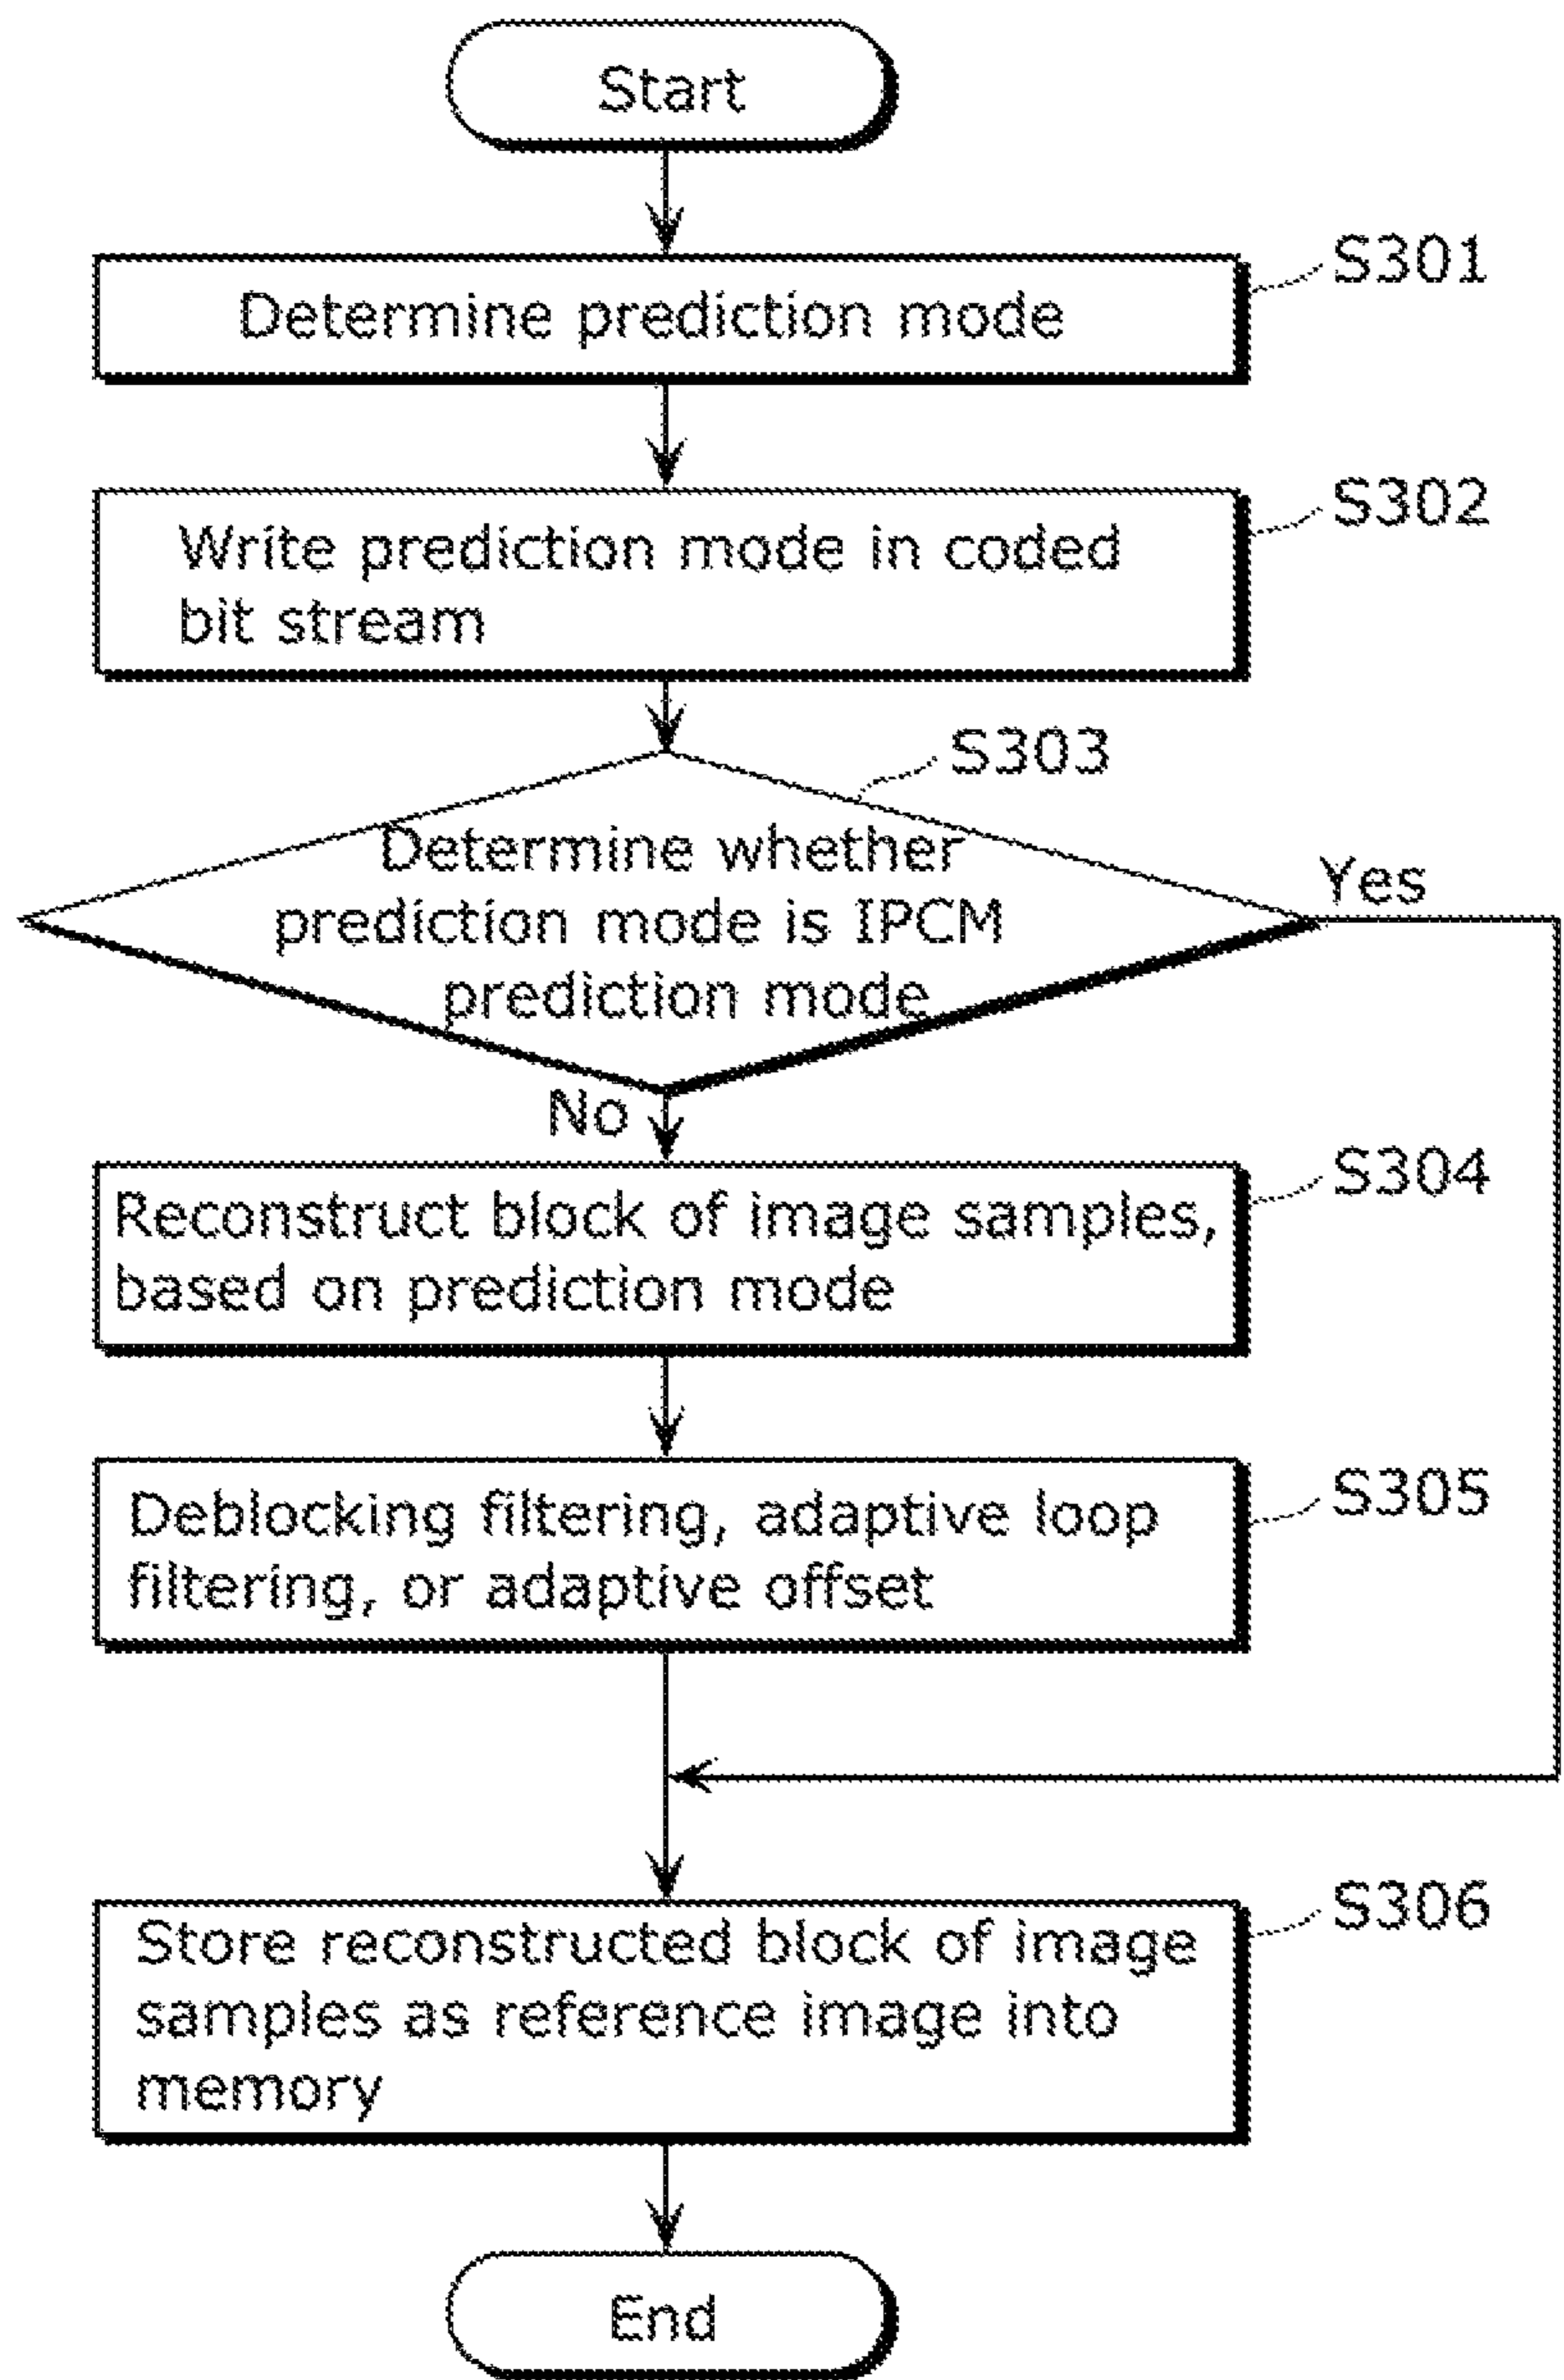 Start
S301
Determine prediction mode
S302
Write prediction mode in coded
bit stream
S303
Determine whether
prediction mode is IPCM
prediction mode
Yes
No
S304
Reconstruct block of image samples,
based on prediction mode
S305
Deblocking filtering, adaptive loop
filtering, or adaptive offset
S306
Store reconstructed block of image
samples as reference image into
memory
End